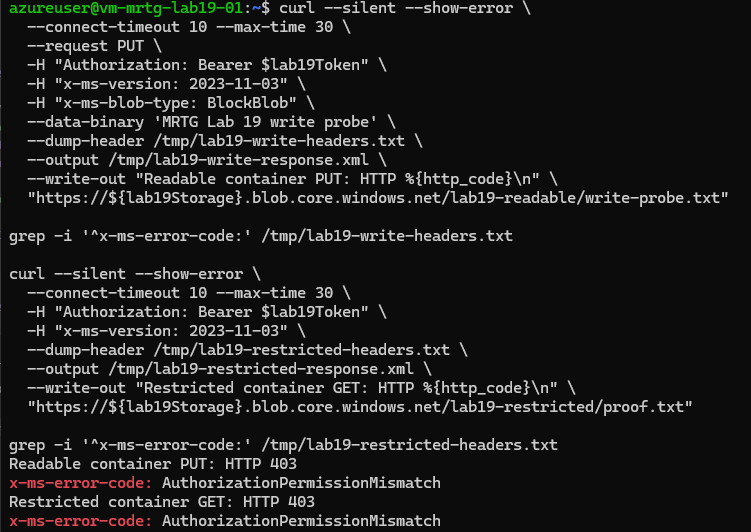 azureuser@vm-mrtg-lab19-01:~$ curl --silent --show-error \
  --connect-timeout 10 --max-time 30 \
  --request PUT \
  -H "Authorization: Bearer $lab19Token" \
  -H "x-ms-version: 2023-11-03" \
  -H "x-ms-blob-type: BlockBlob" \
  --data-binary 'MRTG Lab 19 write probe' \
  --dump-header /tmp/lab19-write-headers.txt \
  --output /tmp/lab19-write-response.xml \
  --write-out "Readable container PUT: HTTP %{http_code}\n" \
  "https://${lab19Storage}.blob.core.windows.net/lab19-readable/write-probe.txt"

grep -i '^x-ms-error-code:' /tmp/lab19-write-headers.txt

curl --silent --show-error \
  --connect-timeout 10 --max-time 30 \
  -H "Authorization: Bearer $lab19Token" \
  -H "x-ms-version: 2023-11-03" \
  --dump-header /tmp/lab19-restricted-headers.txt \
  --output /tmp/lab19-restricted-response.xml \
  --write-out "Restricted container GET: HTTP %{http_code}\n" \
  "https://${lab19Storage}.blob.core.windows.net/lab19-restricted/proof.txt"

grep -i '^x-ms-error-code:' /tmp/lab19-restricted-headers.txt
Readable container PUT: HTTP 403
x-ms-error-code: AuthorizationPermissionMismatch
Restricted container GET: HTTP 403
x-ms-error-code: AuthorizationPermissionMismatch